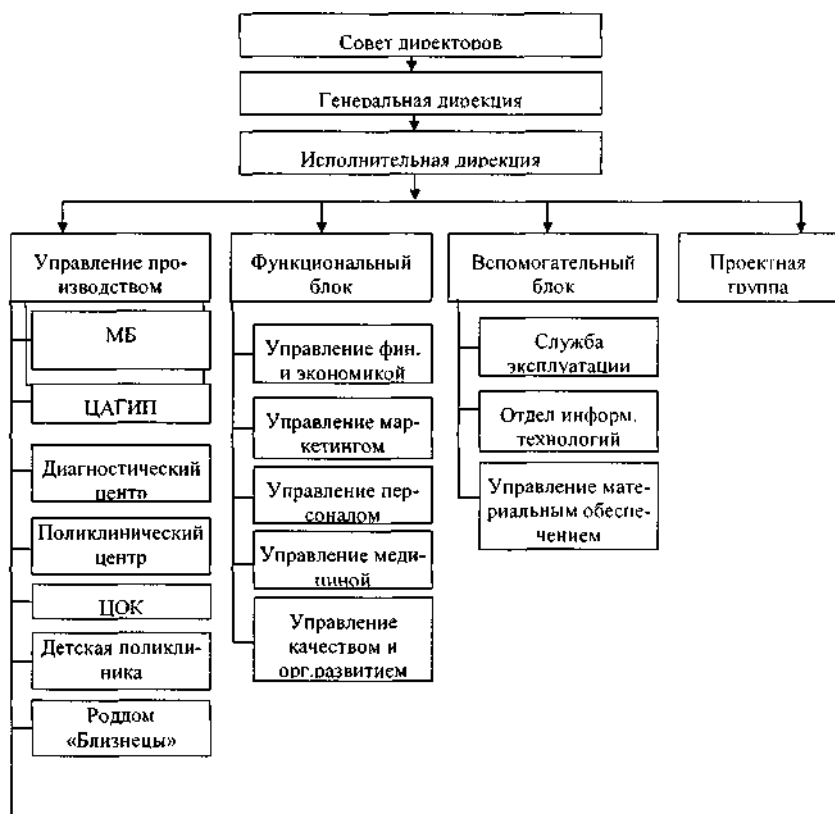 Совет директоров
Генеральная дирекция
Исполнительная дирекция
Управление про-
изводством
МБ
ЦАГИП
Диагностический
центр
Поликлинический
центр
ЦОК
Детская поликли-
ника
Роддом
«Близнецы»
Функциональный
блок
Управление фин.
и экономикой
Управление мар-
кетингом
Управление пер-
соналом
Управление меди-
циной
Управление
качеством и
орг.развитием
Вспомогательный
блок
Служба
эксплуатации
Отдел информ.
технологий
Управление мате-
риальным обеспе-
чением
Проектная
группа